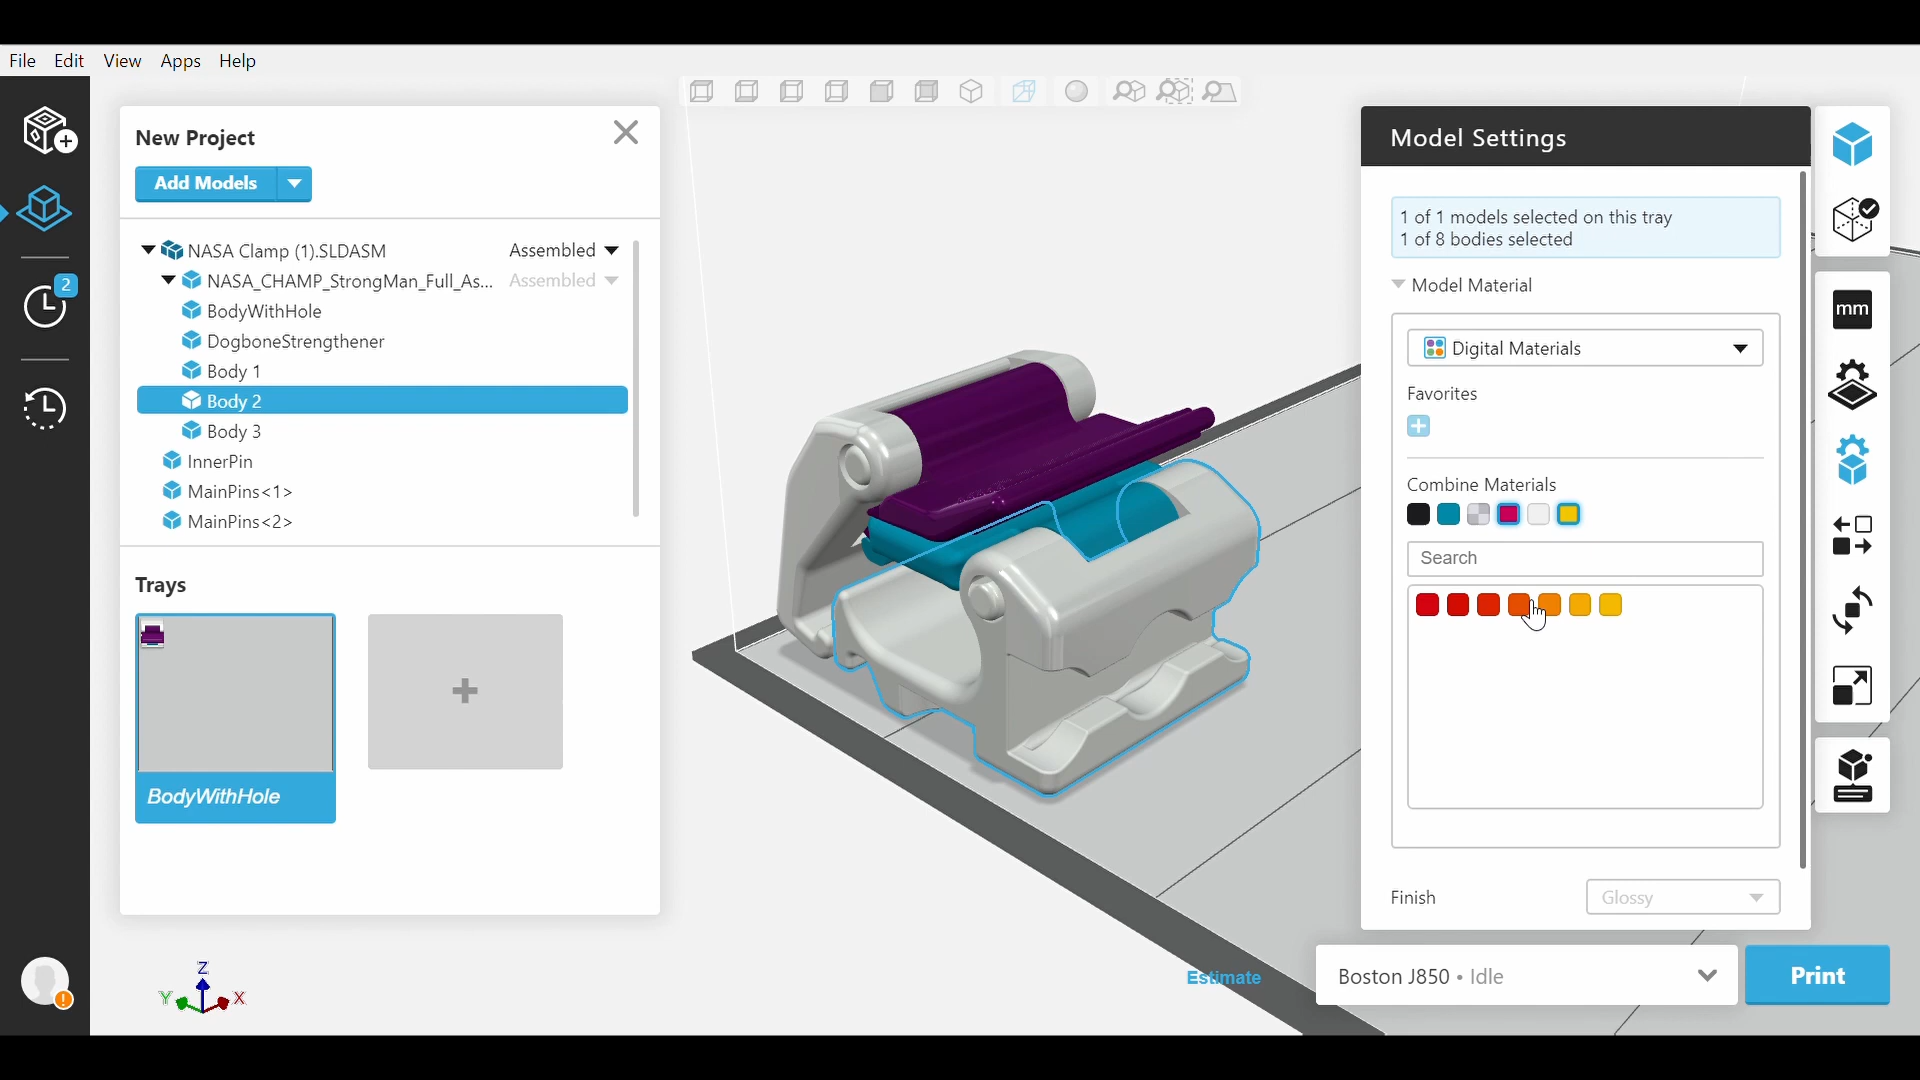 File Edit View Apps Help
New Project
Add Models
NASA Clamp (1).SLDASM Assembled
NASA_CHAMP_StrongMan_Full_As... Assembled
BodyWithHole
DogboneStrengthener
Body 1
Body 2
Body 3
InnerPin
MainPins<1>
MainPins<2>
2
Trays
BodyWithHole
Z
Y X
Estimate
Model Settings
1 of 1 models selected on this tray
1 of 8 bodies selected
Model Material
Digital Materials
Favorites
Combine Materials
Search
Finish Glossy
mm
Boston J850 • Idle
Print